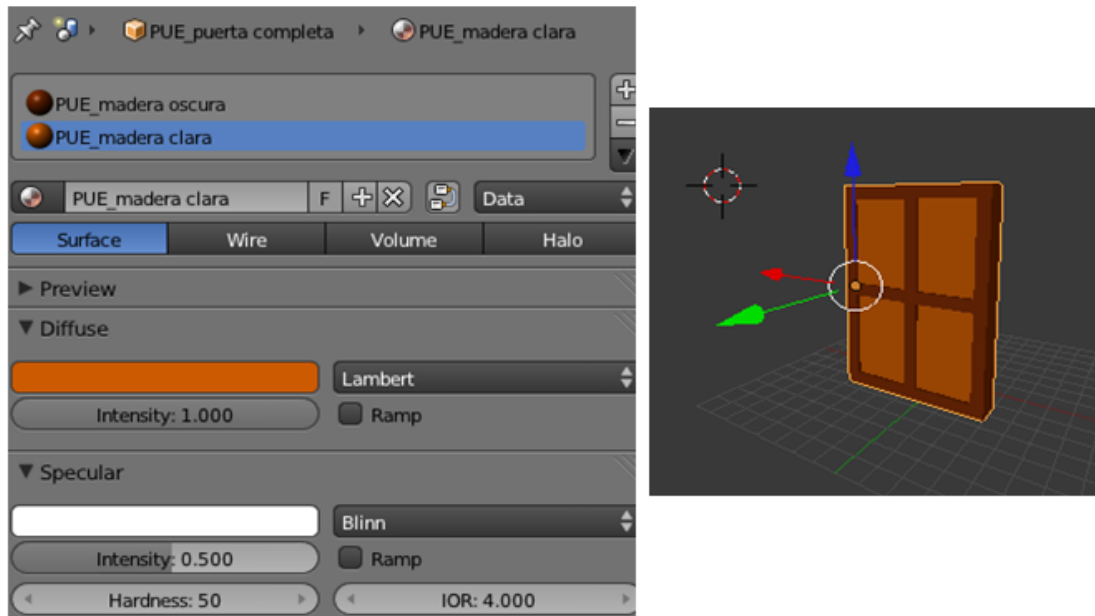 PUE_puerta completa PUE_madera clara
PUE_madera oscura
PUE_madera clara
PUE_madera clara F Data
Surface Wire Volume Halo
Preview
Diffuse
Lambert
Intensity: 1.000 Ramp
Specular
Blinn
Intensity: 0.500 Ramp
Hardness: 50 IOR: 4.000